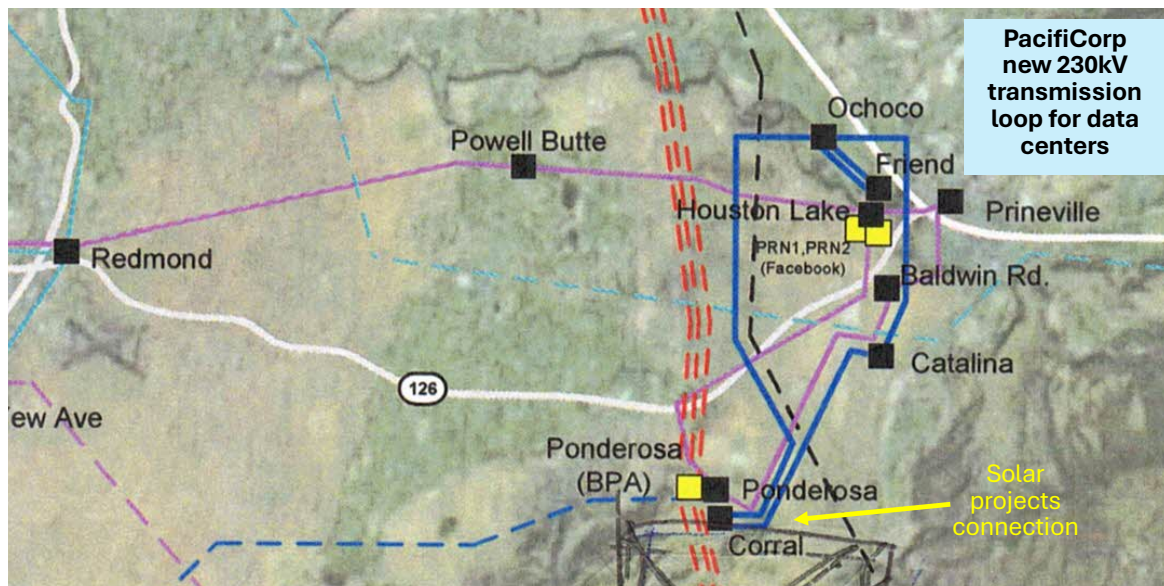 PacifiCorp
new 230kV
transmission
loop for data
centers
Ochoco
Powell Butte
Friend
Houston Lake
Prineville
PRN1,PRN2
(Facebook)
Redmond
Baldwin Rd.
Catalina
126
ew Ave
Ponderosa
(BPA)
Ponderosa
Solar
projects
connection
Corral